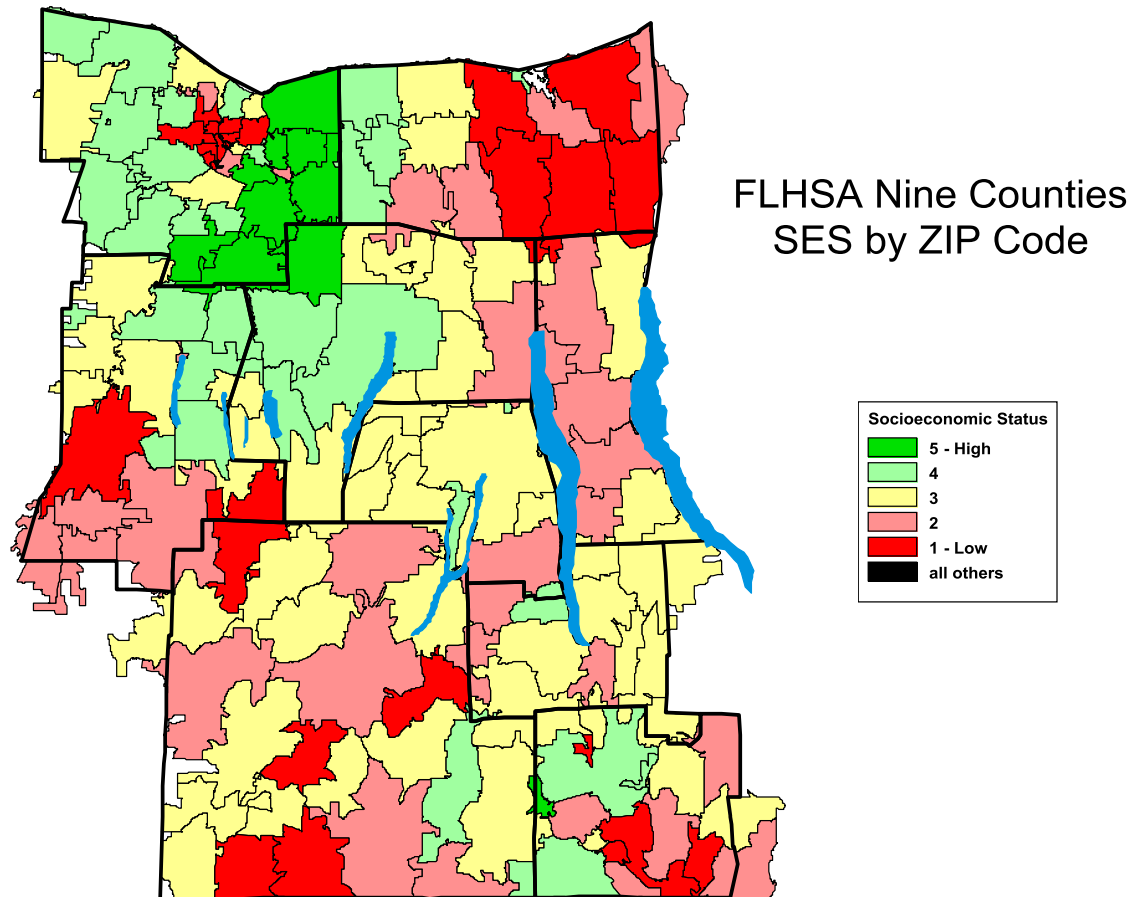 FLHSA Nine Counties
SES by ZIP Code
Socioeconomic Status
5 - High
4
3
2
1 - Low
all others